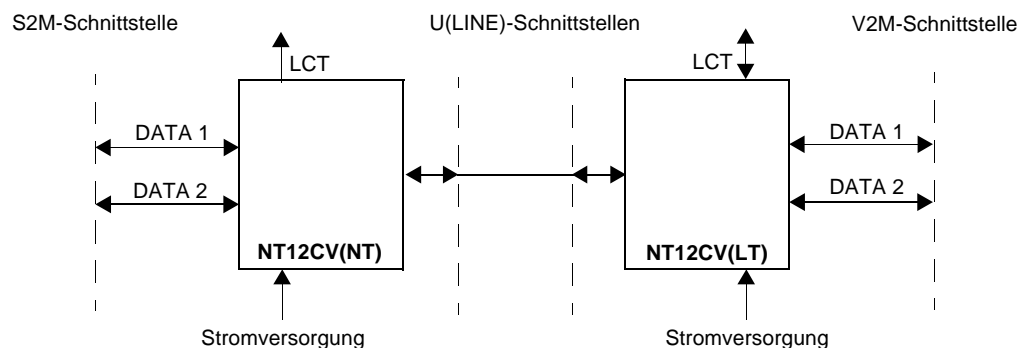 S2M-Schnittstelle
U(LINE)-Schnittstellen
V2M-Schnittstelle
LCT
LCT
DATA 1
DATA 1
DATA 2
DATA 2
NT12CV(NT)
NT12CV(LT)
Stromversorgung
Stromversorgung